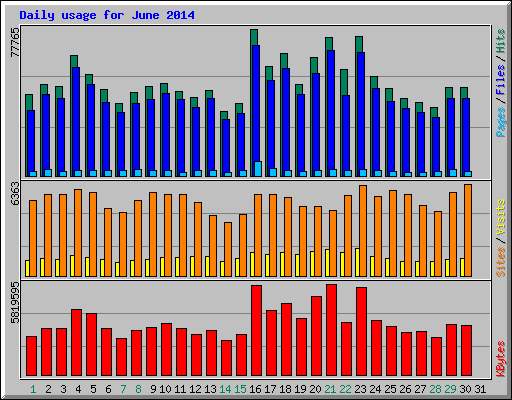 Daily usage for June 2014
77765
Pages / Files / Hits
6363
Sites / Visits
5819595
KBytes
1 2 3 4 5 6 7 8 9 10 11 12 13 14 15 16 17 18 19 20 21 22 23 24 25 26 27 28 29 30 31